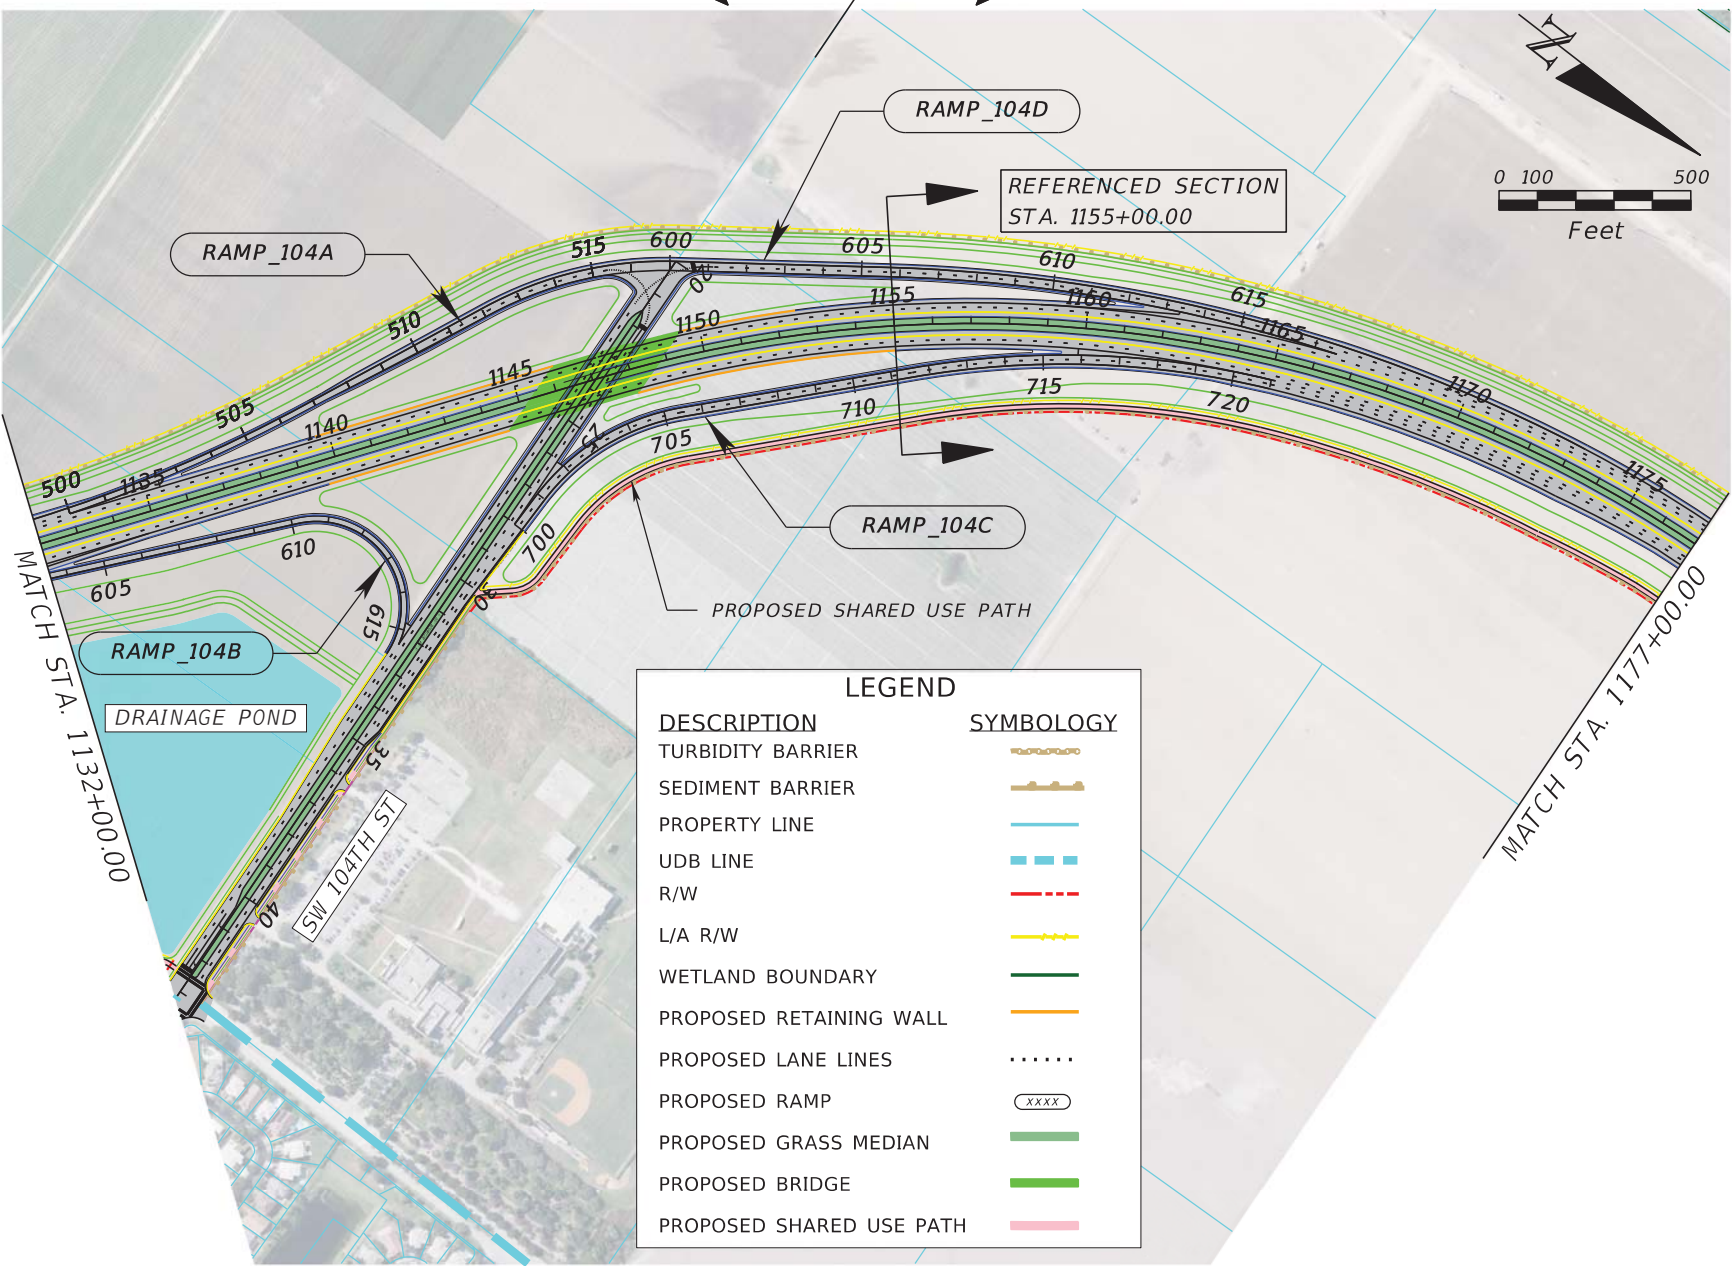 RAMP_104D
N
REFERENCED SECTION
STA. 1155+00.00
0 100 500
Feet
RAMP_104A
515
600
605
610
615
20
510
1155
1160
1165
1150
505
1145
1140
1170
500
1135
25
705
710
715
720
1175
RAMP_104C
700
610
605
615
30
PROPOSED SHARED USE PATH
RAMP_104B
DRAINAGE POND
MATCH STA. 1132+00.00
MATCH STA. 1177+00.00
35
SW 104TH ST
40
LEGEND
DESCRIPTION SYMBOLOGY
TURBIDITY BARRIER
SEDIMENT BARRIER
PROPERTY LINE
UDB LINE
R/W
L/A R/W
WETLAND BOUNDARY
PROPOSED RETAINING WALL
PROPOSED LANE LINES
PROPOSED RAMP XXXX
PROPOSED GRASS MEDIAN
PROPOSED BRIDGE
PROPOSED SHARED USE PATH